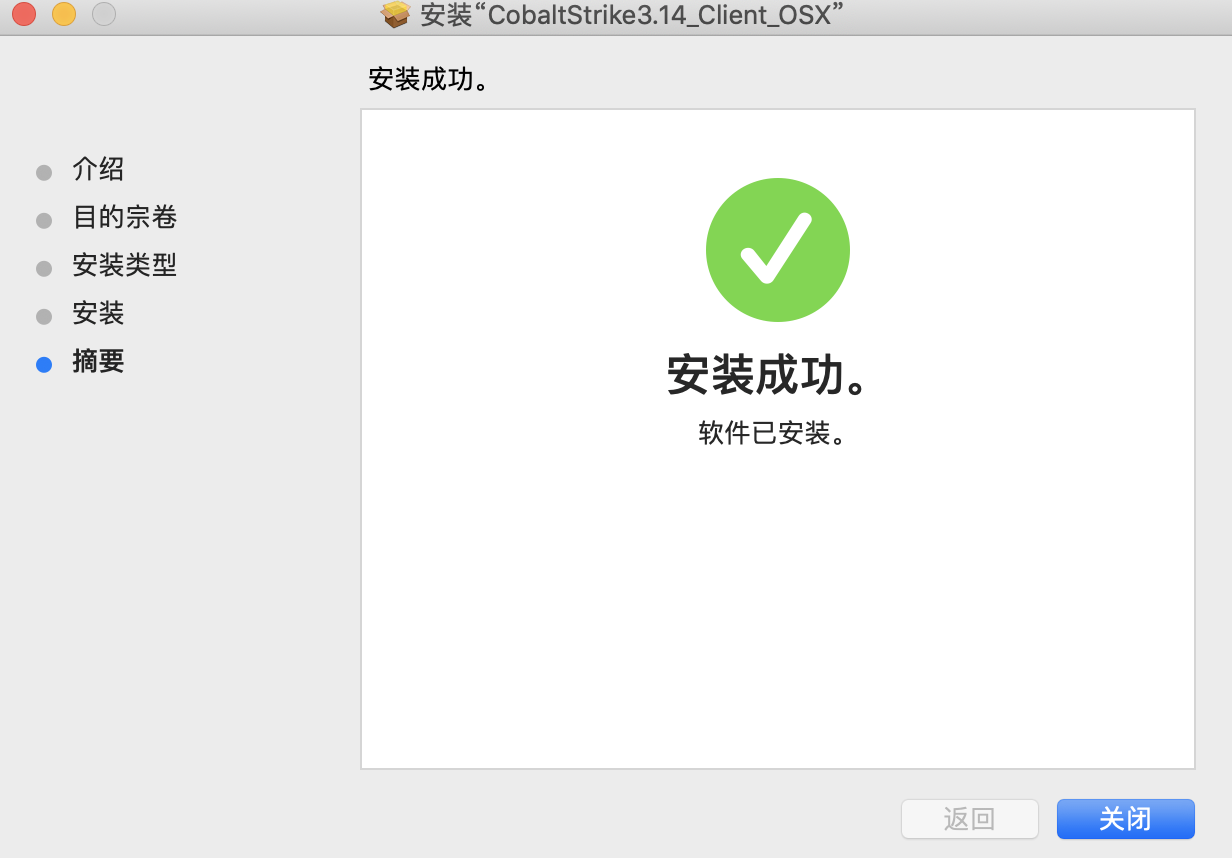 安装“CobaltStrike3.14_Client_OSX”
安装成功。
介绍
目的宗卷
安装类型
安装
摘要
安装成功。
软件已安装。
返回
关闭